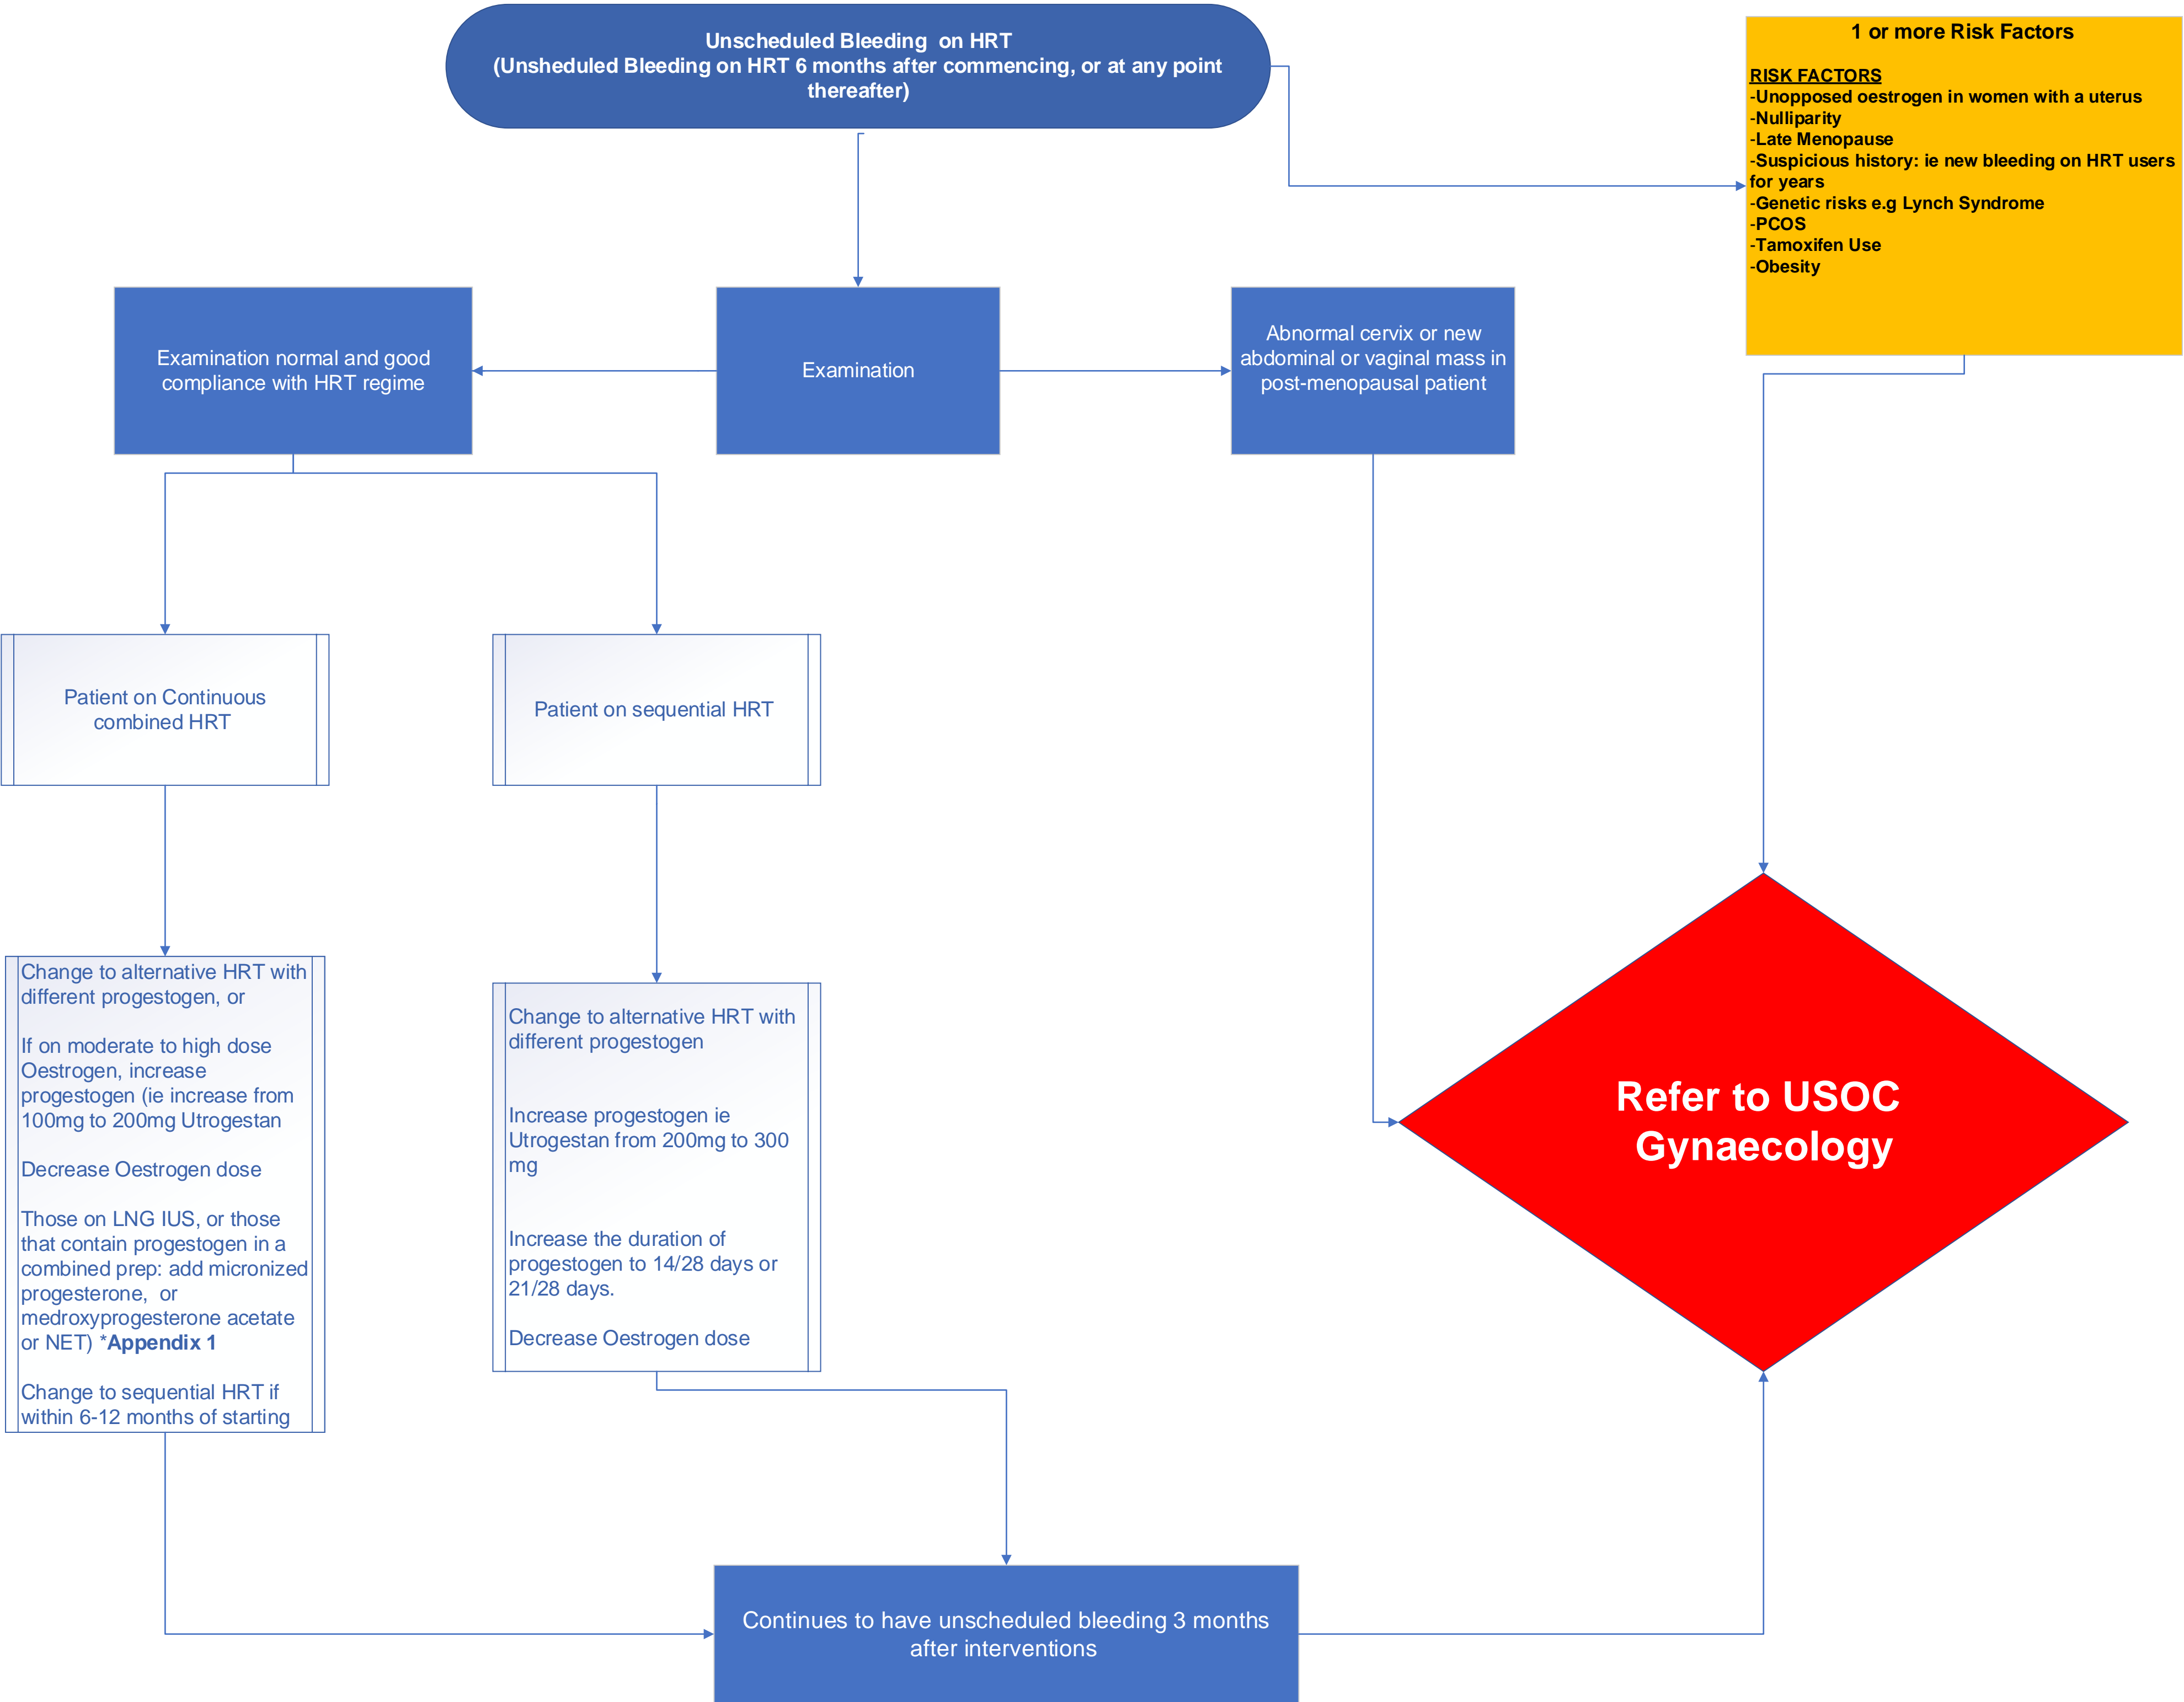 Unscheduled Bleeding on HRT
(Unsheduled Bleeding on HRT 6 months after commencing, or at any point
thereafter)
1 or more Risk Factors
RISK FACTORS
-Unopposed oestrogen in women with a uterus
-Nulliparity
-Late Menopause
-Suspicious history: ie new bleeding on HRT users
for years
-Genetic risks e.g Lynch Syndrome
-PCOS
-Tamoxifen Use
-Obesity
Examination normal and good
compliance with HRT regime
Examination
Abnormal cervix or new
abdominal or vaginal mass in
post-menopausal patient
Patient on Continuous
combined HRT
Patient on sequential HRT
Change to alternative HRT with
different progestogen, or
If on moderate to high dose
Oestrogen, increase
progestogen (ie increase from
100mg to 200mg Utrogestan
Decrease Oestrogen dose
Those on LNG IUS, or those
that contain progestogen in a
combined prep: add micronized
progesterone, or
medroxyprogesterone acetate
or NET) *Appendix 1
Change to sequential HRT if
within 6-12 months of starting
Change to alternative HRT with
different progestogen
Increase progestogen ie
Utrogestan from 200mg to 300
mg
Increase the duration of
progestogen to 14/28 days or
21/28 days.
Decrease Oestrogen dose
Refer to USOC
Gynaecology
Continues to have unscheduled bleeding 3 months
after interventions